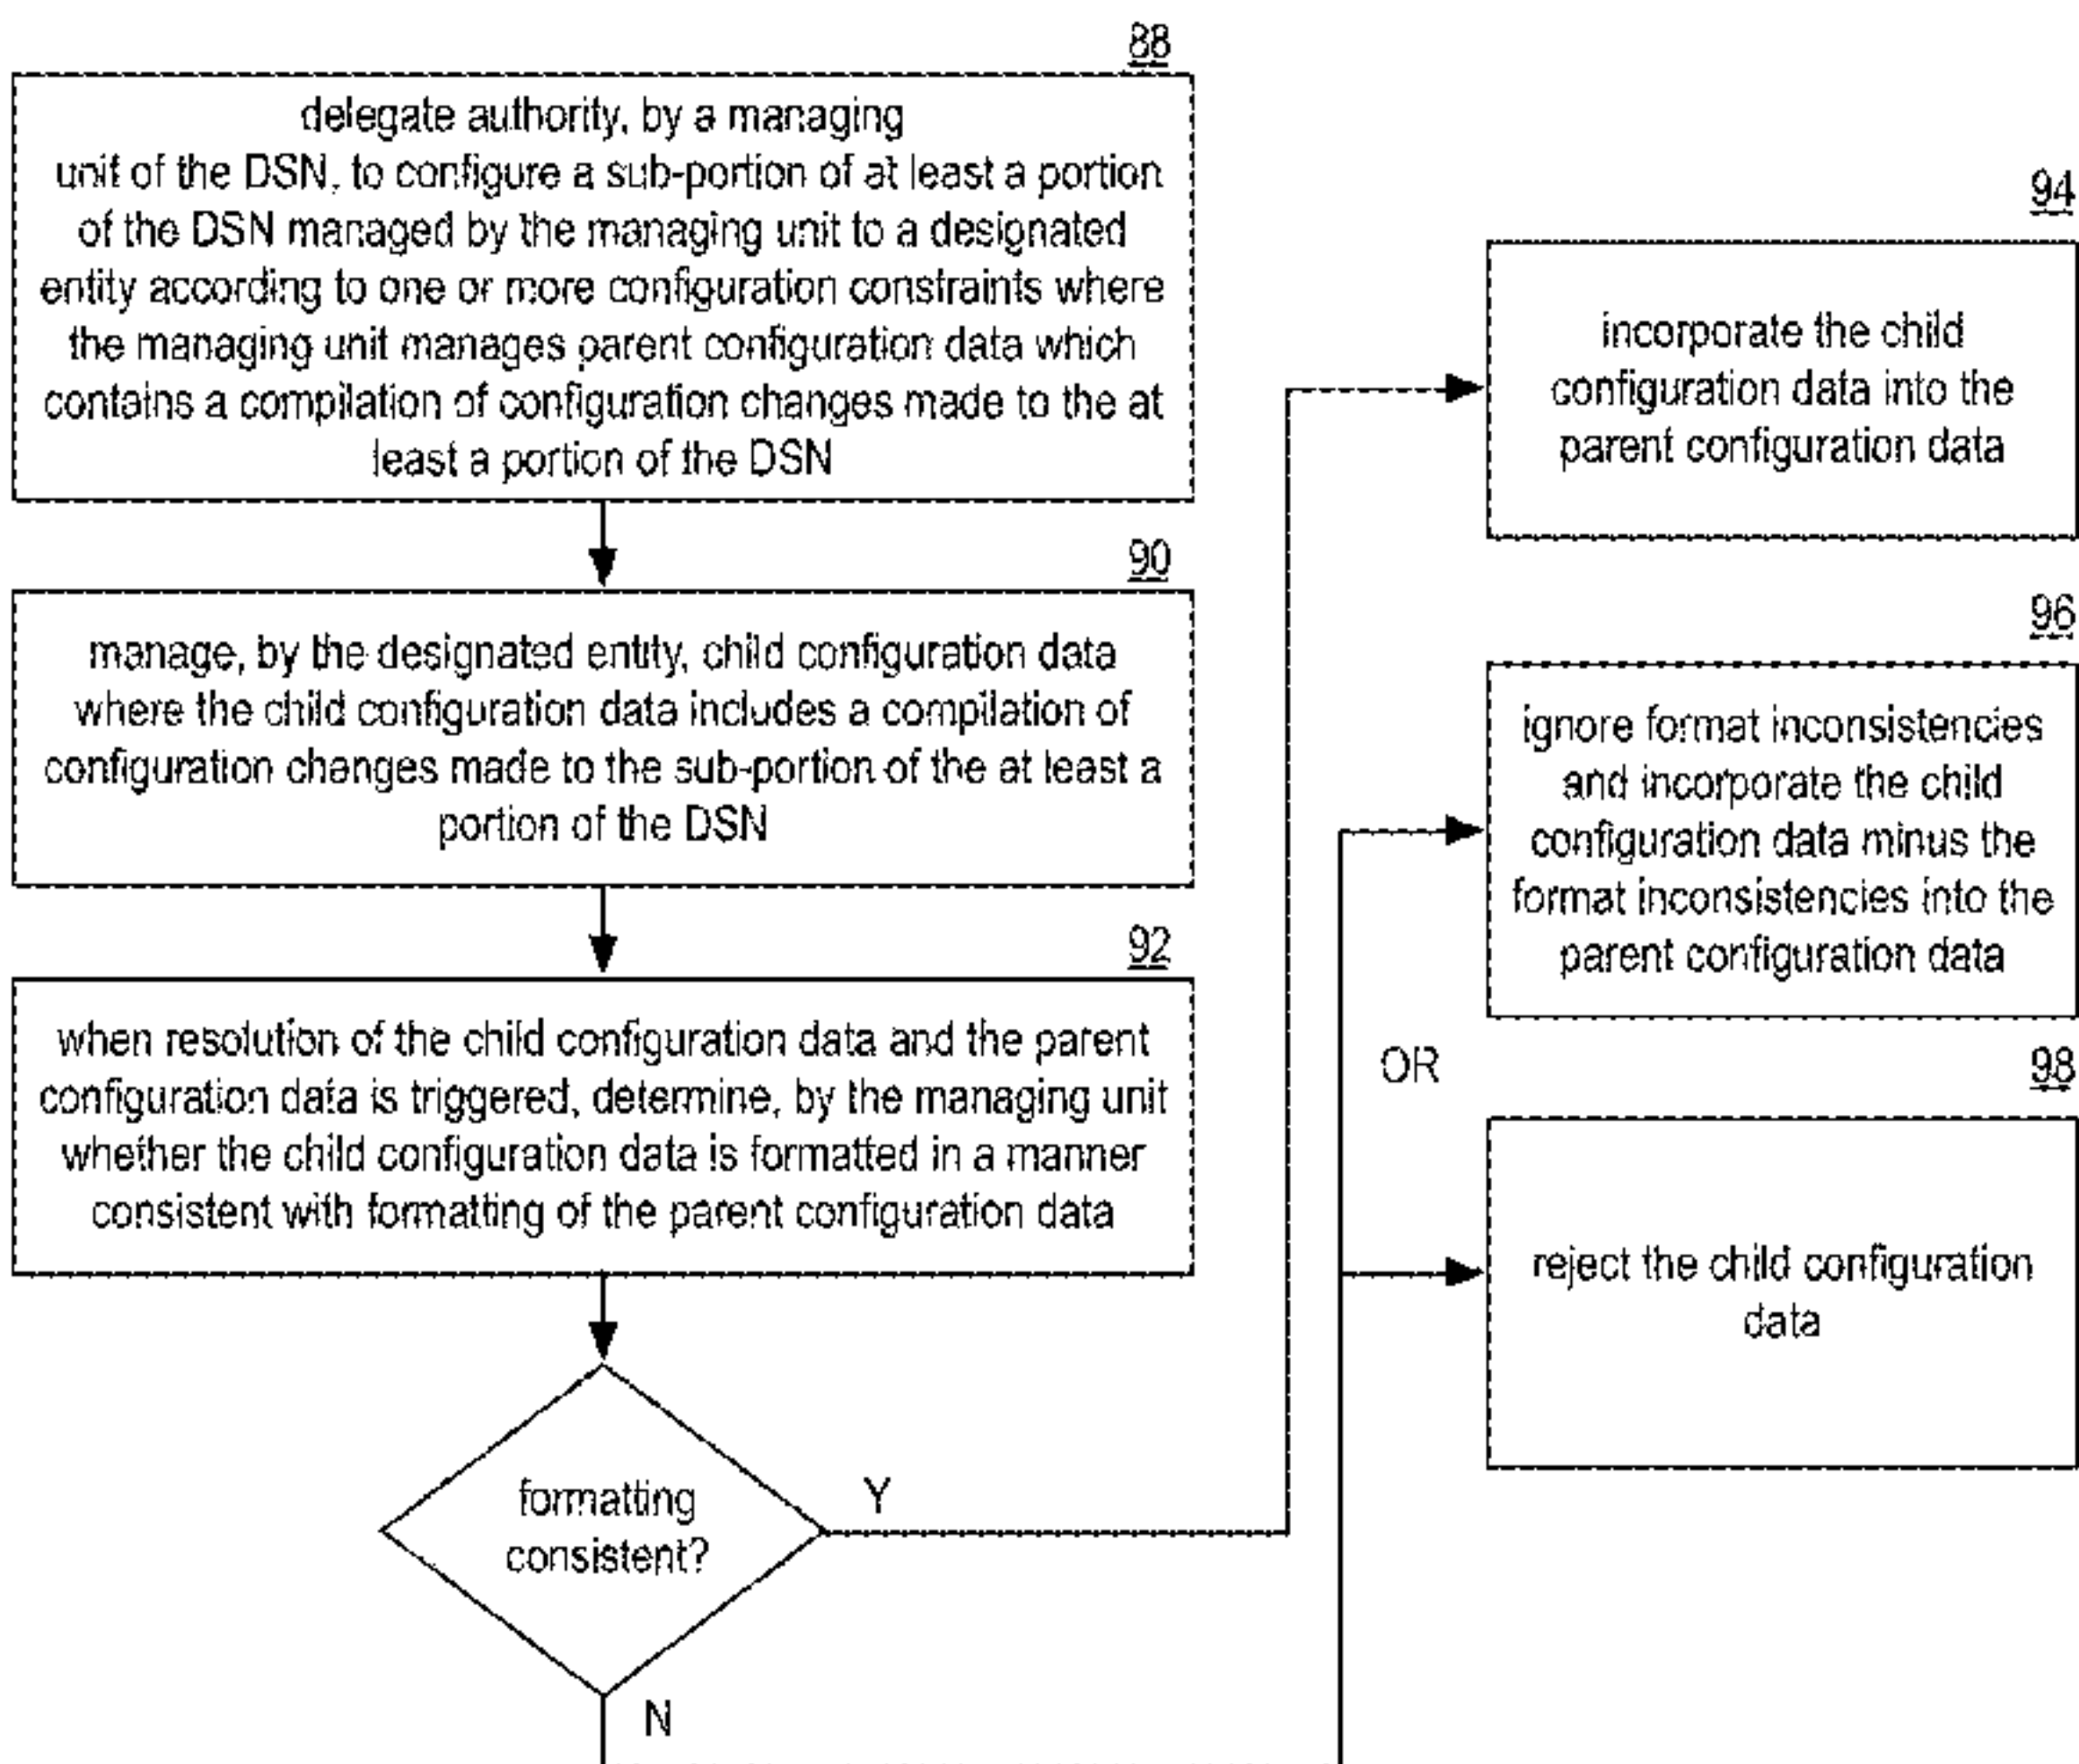 88
delegate authority, by a managing
unit of the DSN, to configure a sub-portion of at least a portion
of the DSN managed by the managing unit to a designated
entity according to one or more configuration constraints where
the managing unit manages parent configuration data which
contains a compilation of configuration changes made to the at
least a portion of the DSN
90
manage, by the designated entity, child configuration data
where the child configuration data includes a compilation of
configuration changes made to the sub-portion of the at least a
portion of the DSN
92
when resolution of the child configuration data and the parent
configuration data is triggered, determine, by the managing unit
whether the child configuration data is formatted in a manner
consistent with formatting of the parent configuration data
formatting
consistent?
Y
N
94
incorporate the child
configuration data into the
parent configuration data
96
ignore format inconsistencies
and incorporate the child
configuration data minus the
format inconsistencies into the
parent configuration data
OR
98
reject the child configuration
data